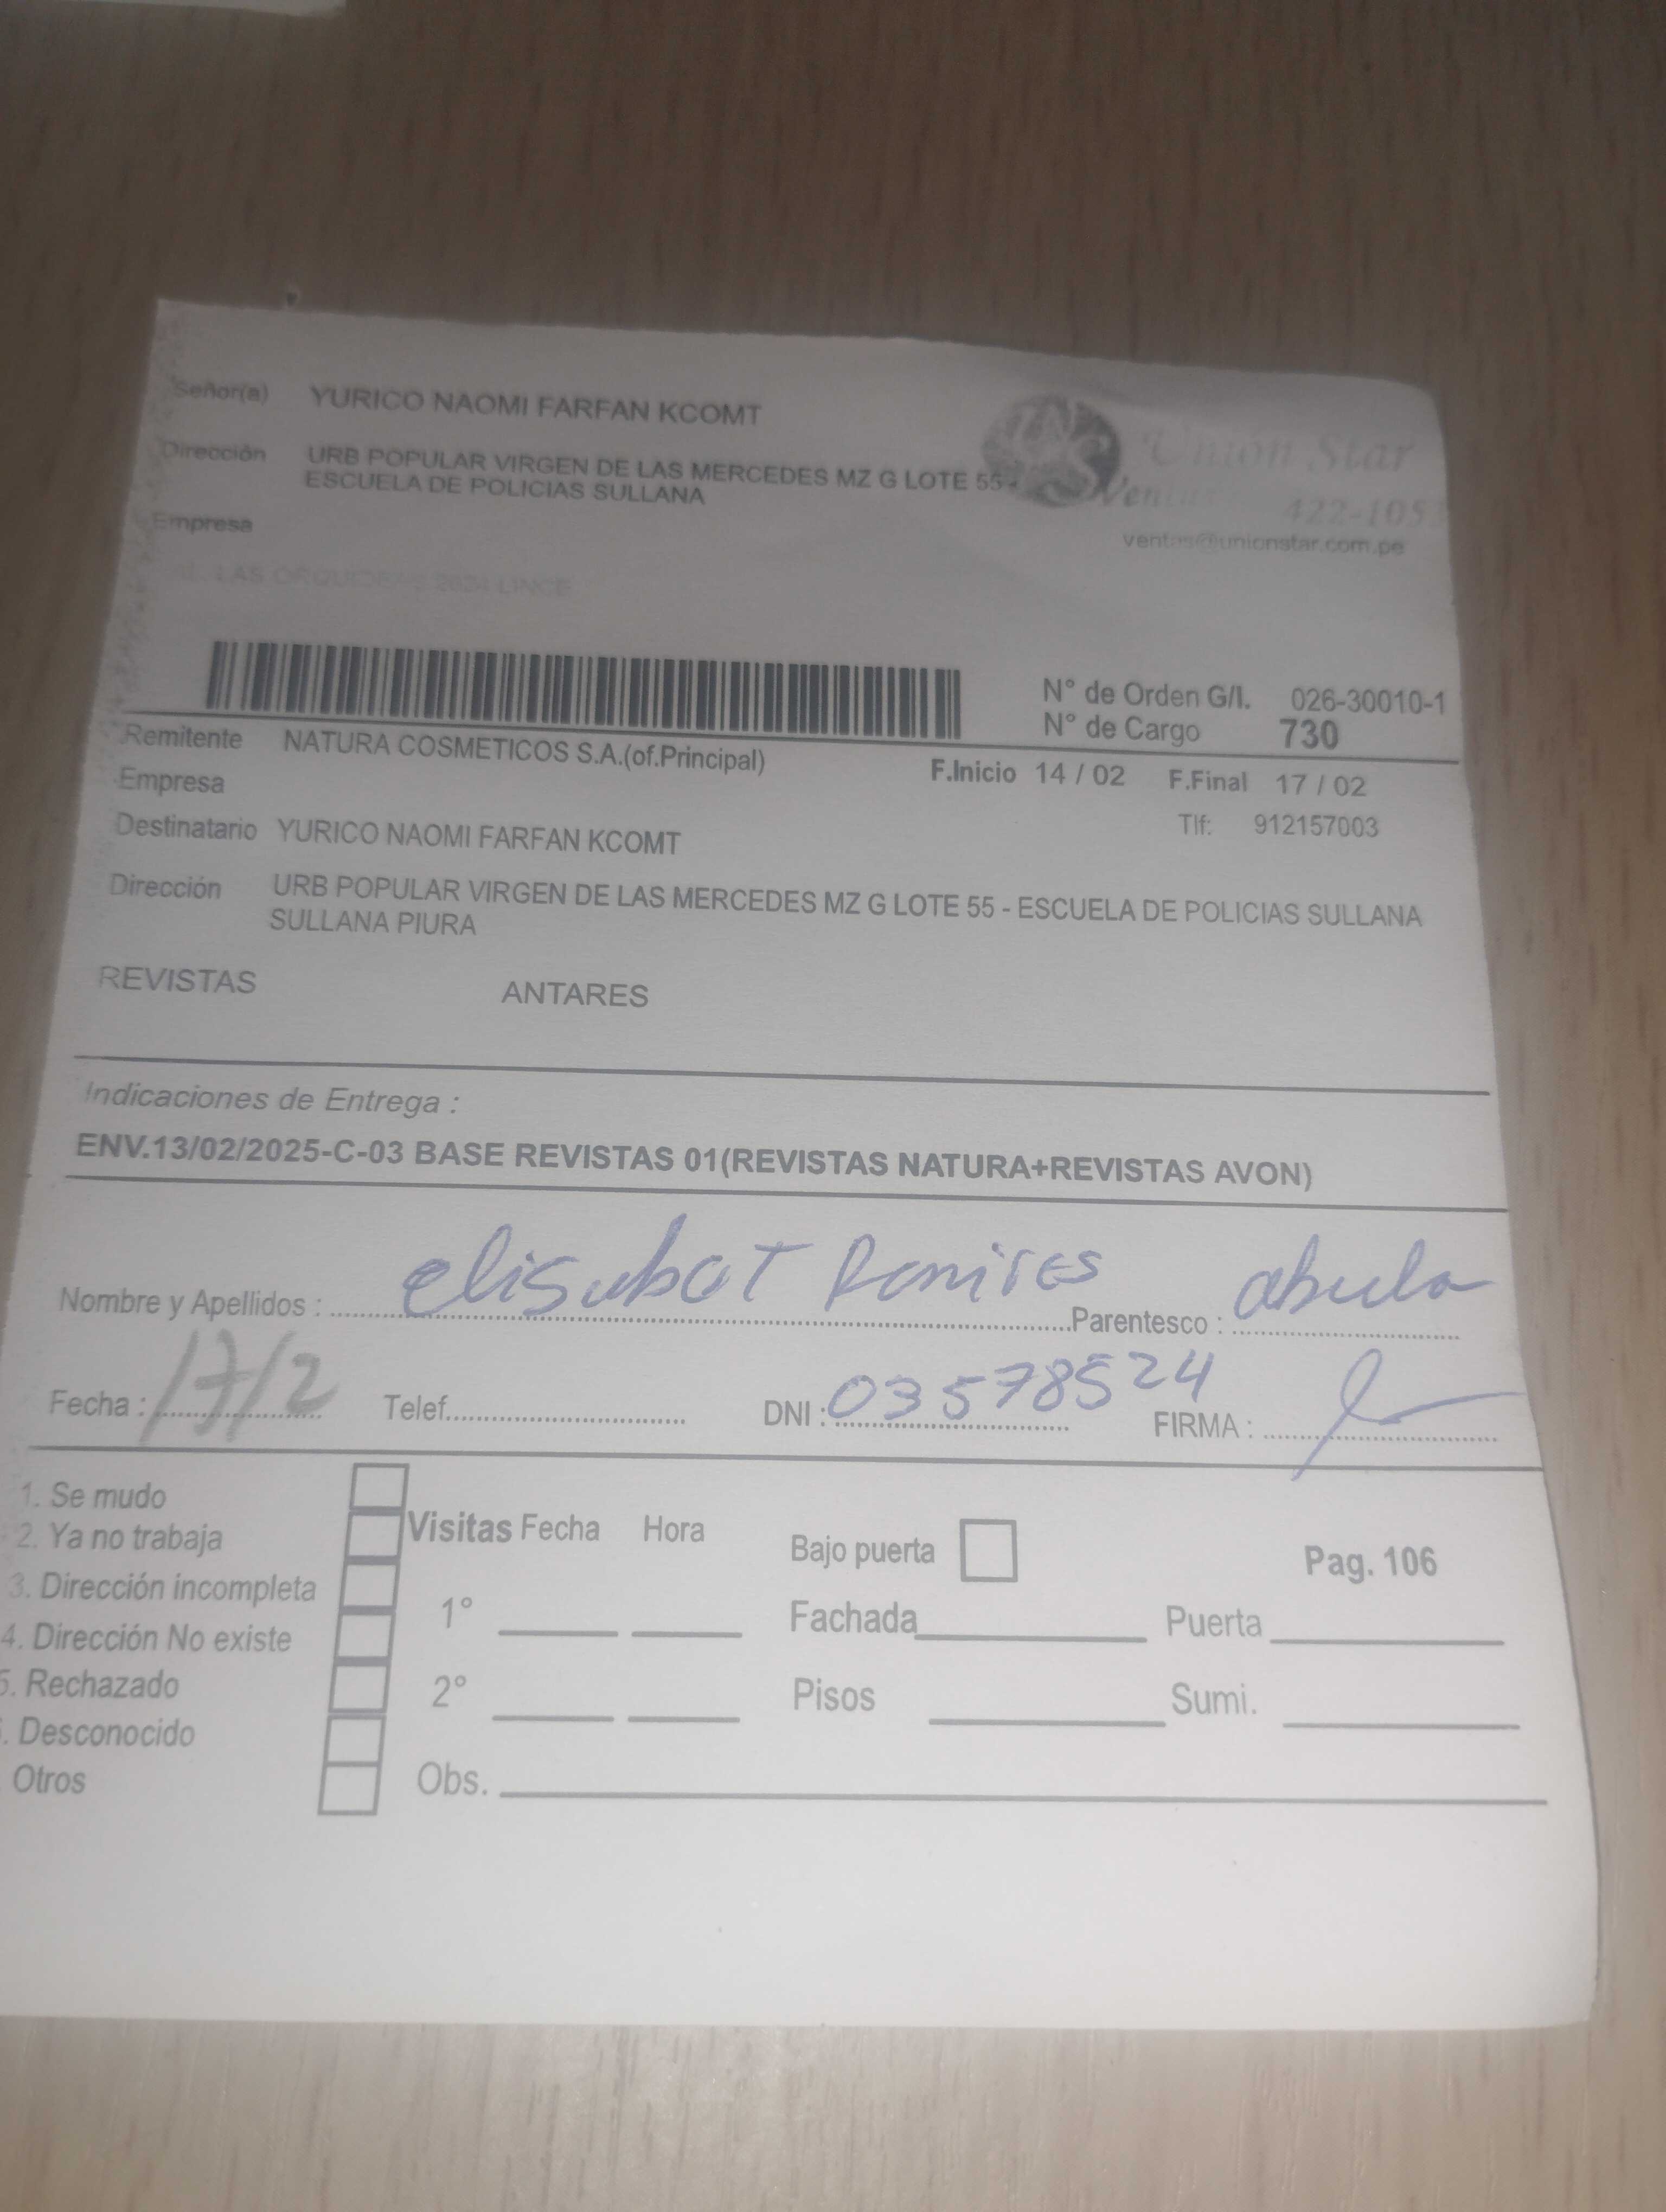 Señor(a) YURICO NAOMI FARFAN KCOMT
Dirección URB POPULAR VIRGEN DE LAS MERCEDES MZ G LOTE 55 -
ESCUELA DE POLICIAS SULLANA
Empresa
Unión Star
422-105
ventas@unionstar.com.pe
LAS ORQUIDEAS LINCE
N° de Orden G/I. 026-30010-1
N° de Cargo 730
Remitente NATURA COSMETICOS S.A.(of.Principal)
F.Inicio 14 / 02 F.Final 17 / 02
Empresa
Destinatario YURICO NAOMI FARFAN KCOMT Tlf: 912157003
Dirección URB POPULAR VIRGEN DE LAS MERCEDES MZ G LOTE 55 - ESCUELA DE POLICIAS SULLANA
SULLANA PIURA
REVISTAS ANTARES
Indicaciones de Entrega :
ENV.13/02/2025-C-03 BASE REVISTAS 01(REVISTAS NATURA+REVISTAS AVON)
Nombre y Apellidos : elisubat Ramires Parentesco : abuela
Fecha : 17/2 Telef. DNI : 03578524 FIRMA :
1. Se mudo
2. Ya no trabaja
3. Dirección incompleta
4. Dirección No existe
5. Rechazado
. Desconocido
Otros
Visitas Fecha Hora
1°
2°
Obs.
Bajo puerta Pag. 106
Fachada Puerta
Pisos Sumi.